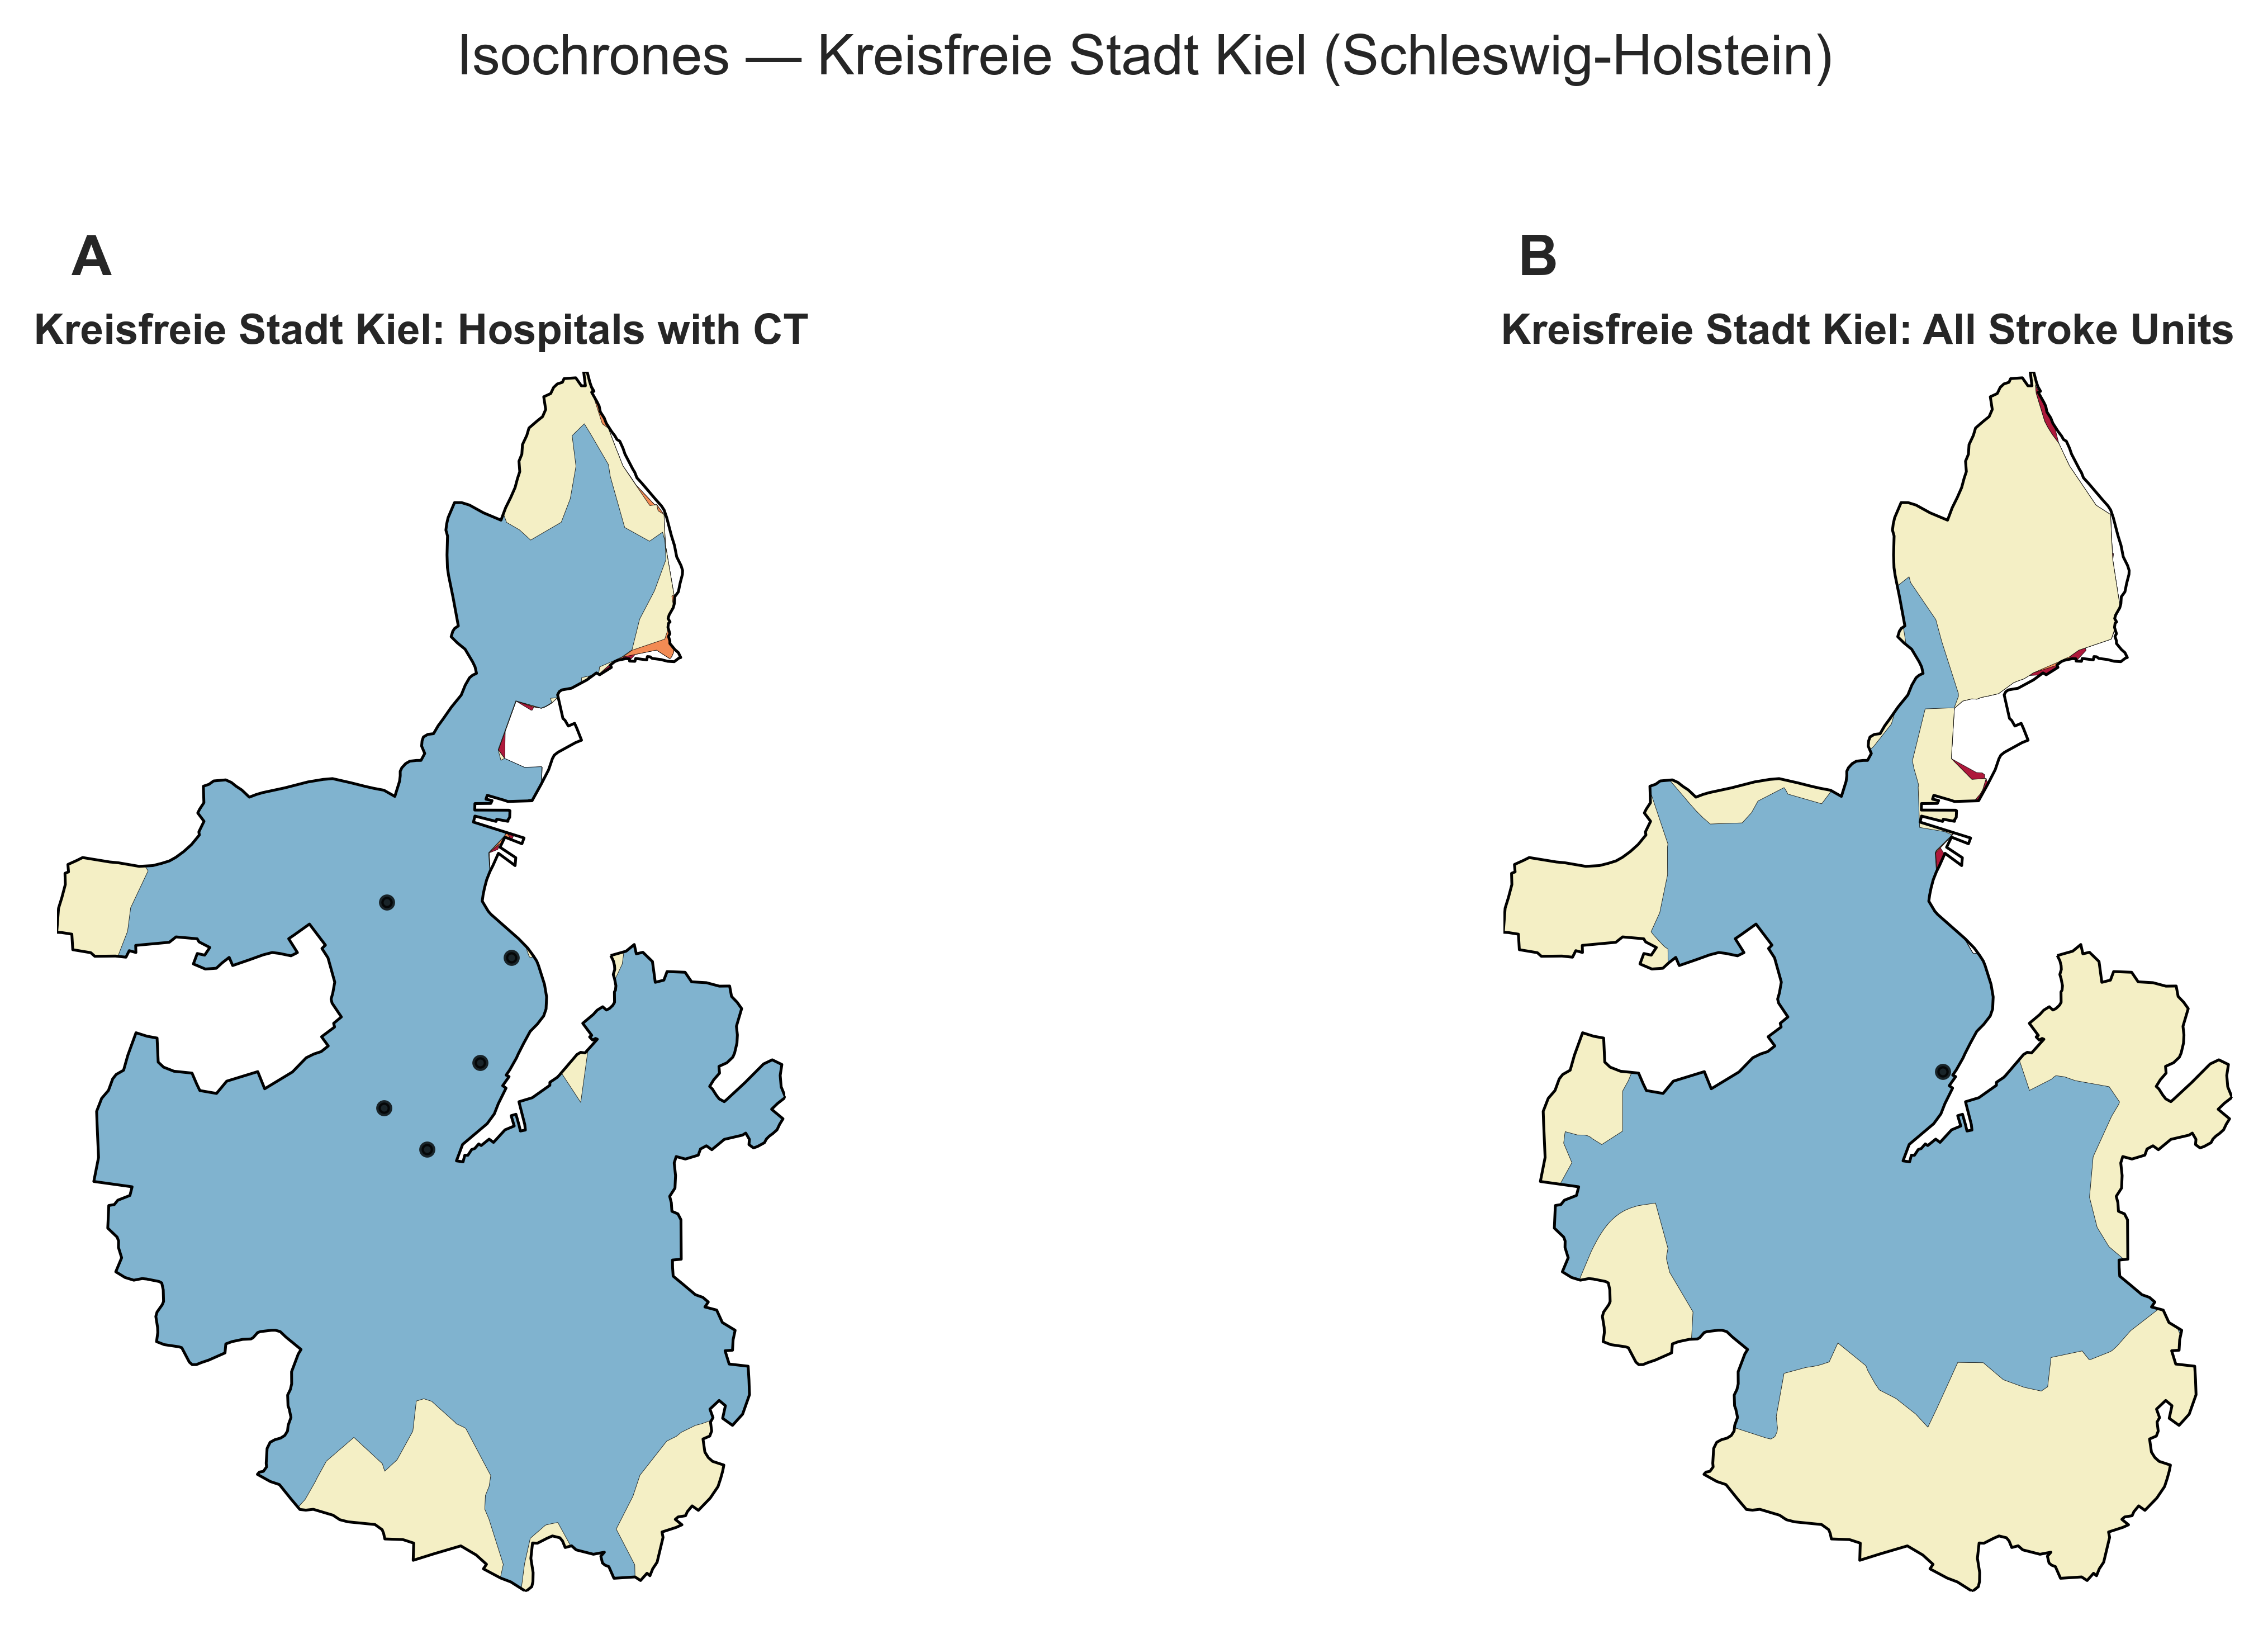 Isochrones — Kreisfreie Stadt Kiel (Schleswig-Holstein)
A
Kreisfreie Stadt Kiel: Hospitals with CT
B
Kreisfreie Stadt Kiel: All Stroke Units